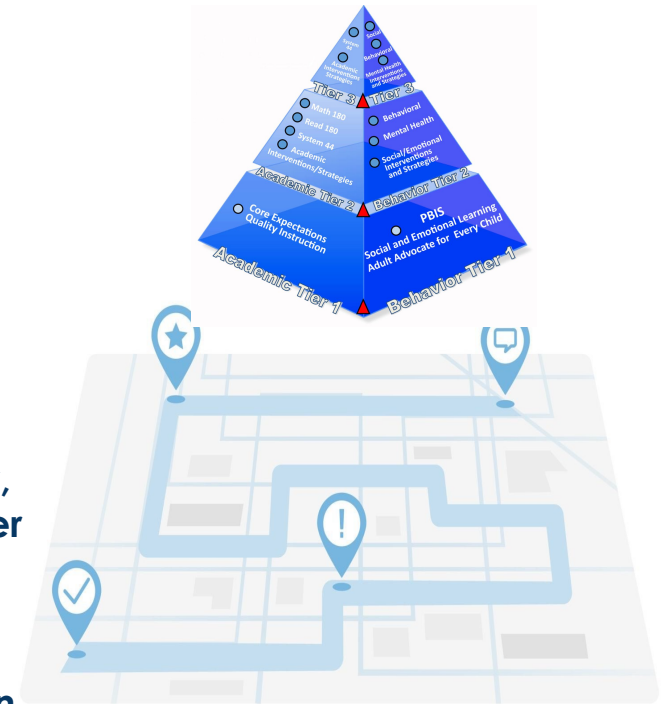 System
44
Academic
Interventions
Strategies
Social
Behavioral
Mental Health
Interventions
and Strategies
Tier 3
Tier 3
Math 180
Read 180
System 44
Academic
Interventions/Strategies
Behavioral
Mental Health
Social/Emotional
Interventions
and Strategies
Academic Tier 2
Behavior Tier 2
Core Expectations
Quality Instruction
PBIS
Social and Emotional Learning
Adult Advocate for Every Child
Academic Tier 1
Behavior Tier 1
,
er
!
n